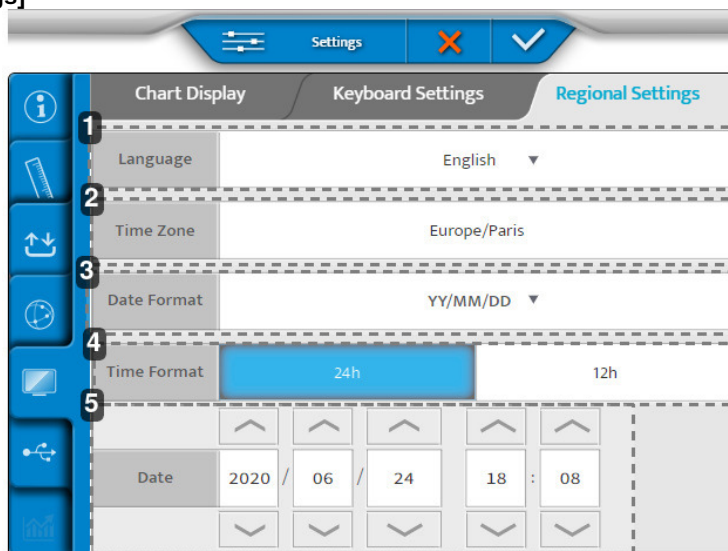 gs]
Settings
Chart Display Keyboard Settings Regional Settings
1
Language English ▼
2
Time Zone Europe/Paris
3
Date Format YY/MM/DD ▼
4
Time Format 24h 12h
5
Date 2020 / 06 / 24 18 : 08